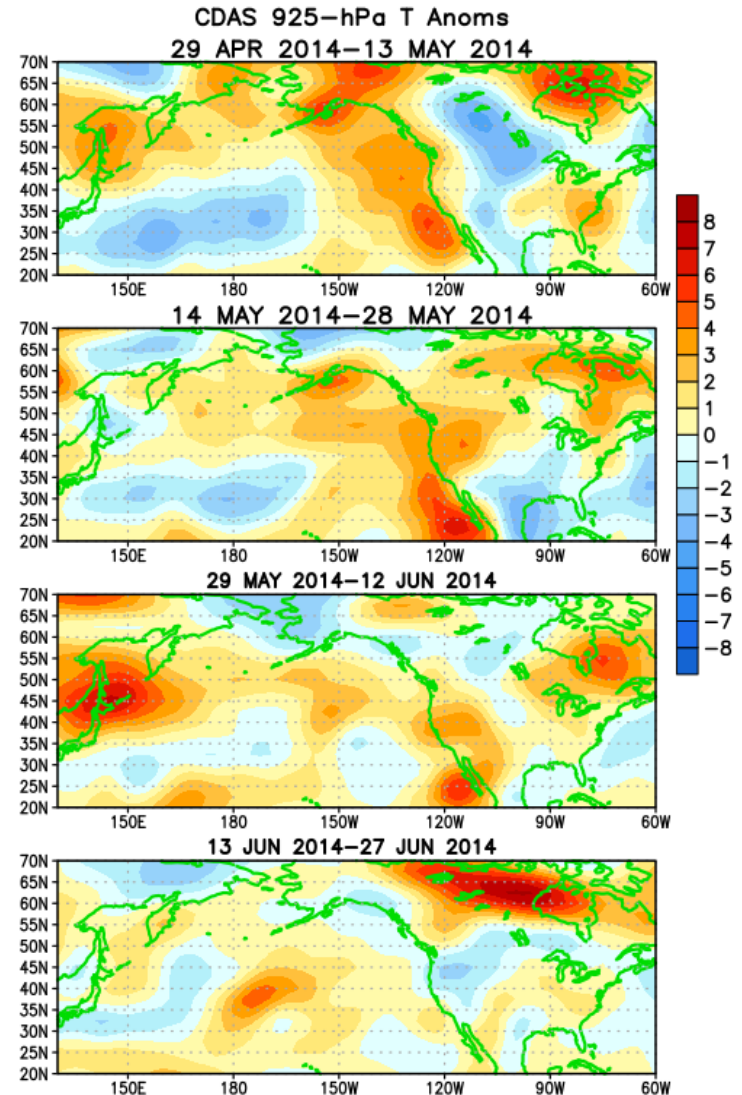 CDAS 925-hPa T Anoms
29 APR 2014-13 MAY 2014
70N
65N
60N
55N
50N
45N
40N
35N
30N
25N
20N
150E 180 150W 120W 90W 60W
14 MAY 2014-28 MAY 2014
70N
65N
60N
55N
50N
45N
40N
35N
30N
25N
20N
150E 180 150W 120W 90W 60W
29 MAY 2014-12 JUN 2014
70N
65N
60N
55N
50N
45N
40N
35N
30N
25N
20N
150E 180 150W 120W 90W 60W
13 JUN 2014-27 JUN 2014
70N
65N
60N
55N
50N
45N
40N
35N
30N
25N
20N
150E 180 150W 120W 90W 60W
8
7
6
5
4
3
2
1
0
-1
-2
-3
-4
-5
-6
-7
-8